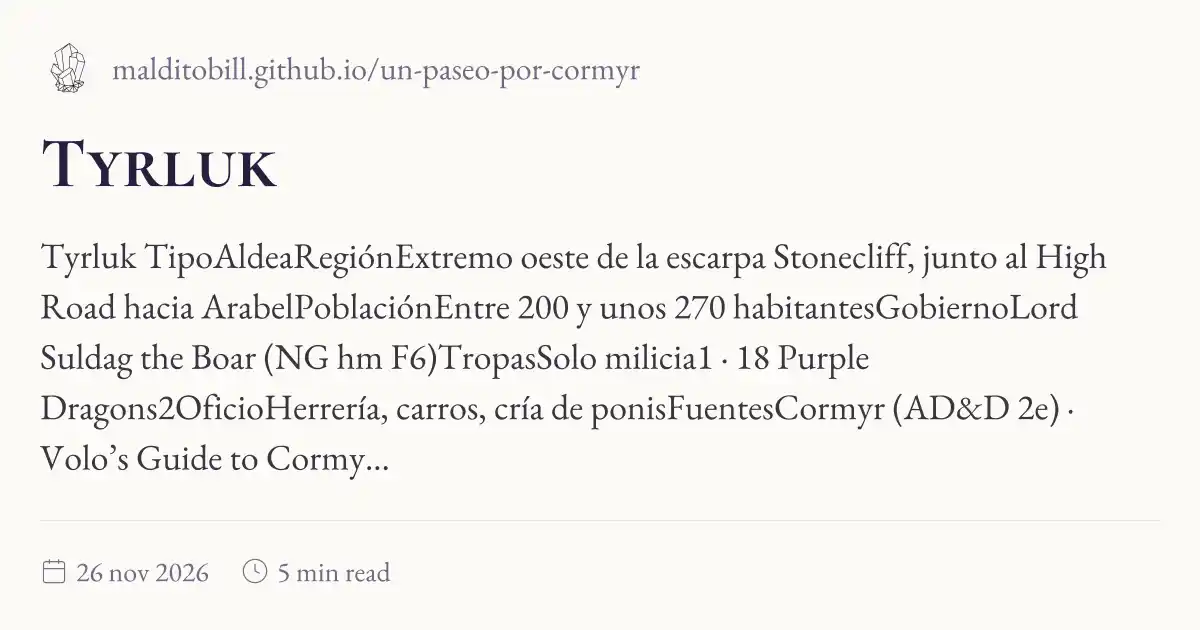 malditobill.github.io/un-paseo-por-cormyr
Tyrluk
Tyrluk TipoAldeaRegiónExtremo oeste de la escarpa Stonecliff, junto al High
Road hacia ArabelPoblaciónEntre 200 y unos 270 habitantesGobiernoLord
Suldag the Boar (NG hm F6)TropasSolo milicia1 · 18 Purple
Dragons2OficioHerrería, carros, cría de ponisFuentesCormyr (AD&D 2e) ·
Volo’s Guide to Cormy...
26 nov 2026
5 min read